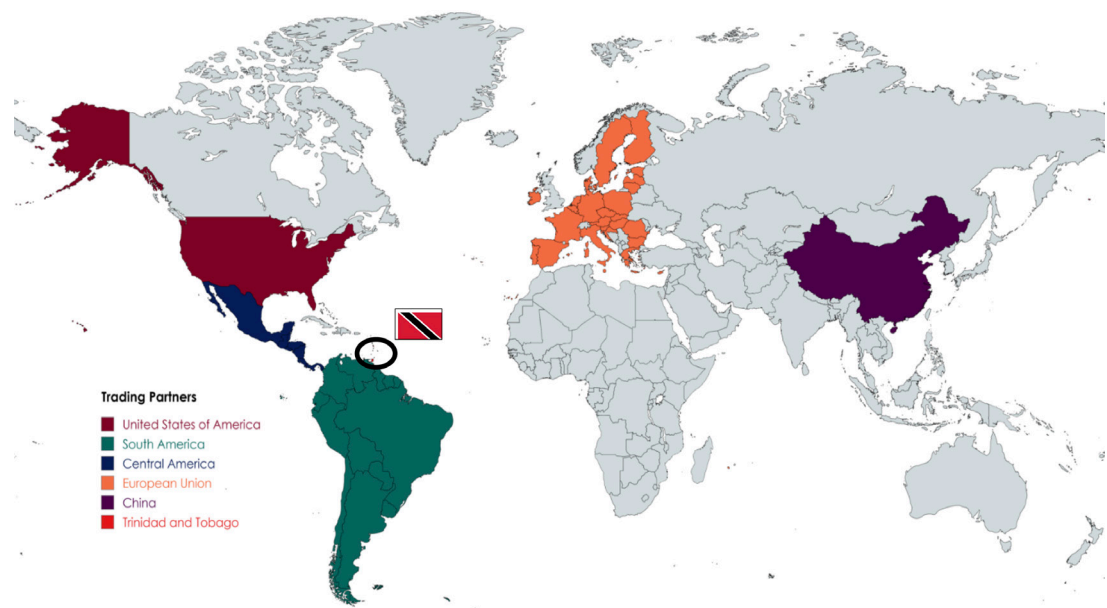 Trading Partners
United States of America
South America
Central America
European Union
China
Trinidad and Tobago